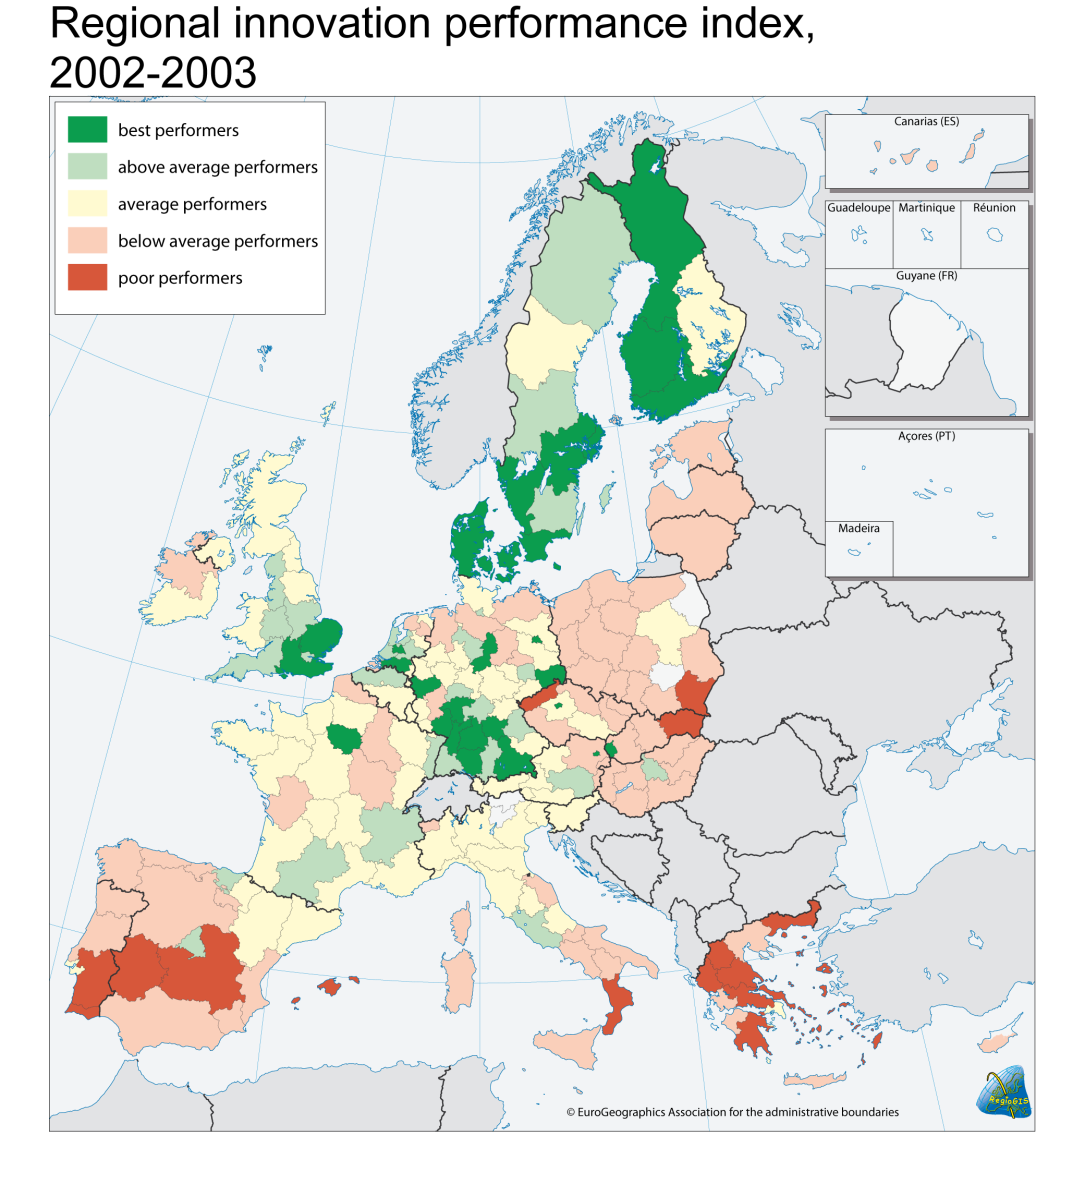 Regional innovation performance index,
2002-2003
best performers
above average performers
average performers
below average performers
poor performers
Canarias (ES)
Guadeloupe
Martinique
Réunion
Guyane (FR)
Açores (PT)
Madeira
RegioGIS
© EuroGeographics Association for the administrative boundaries